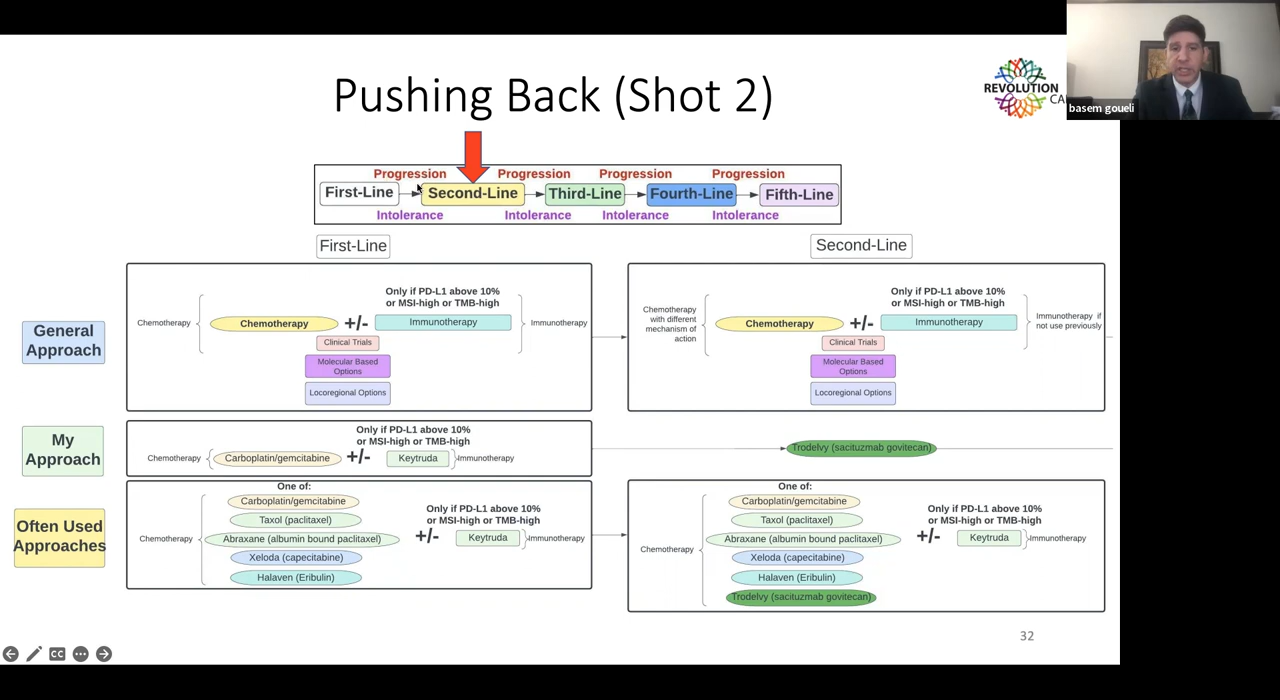 Pushing Back (Shot 2)
REVOLUTION
CA
basem goueli
Progression Progression Progression Progression
First-Line Second-Line Third-Line Fourth-Line Fifth-Line
Intolerance Intolerance Intolerance Intolerance
First-Line
Second-Line
General
Approach
Chemotherapy
Chemotherapy
+/-
Only if PD-L1 above 10%
or MSI-high or TMB-high
Immunotherapy
Immunotherapy
Clinical Trials
Molecular Based
Options
Locoregional Options
Chemotherapy
with different
mechanism of
action
Chemotherapy
+/-
Only if PD-L1 above 10%
or MSI-high or TMB-high
Immunotherapy
Immunotherapy if
not use previously
Clinical Trials
Molecular Based
Options
Locoregional Options
My
Approach
Only if PD-L1 above 10%
or MSI-high or TMB-high
Chemotherapy
Carboplatin/gemcitabine
+/-
Keytruda
Immunotherapy
Trodelvy (sacituzmab govitecan)
Often Used
Approaches
One of:
Chemotherapy
Carboplatin/gemcitabine
Taxol (paclitaxel)
Abraxane (albumin bound paclitaxel)
Xeloda (capecitabine)
Halaven (Eribulin)
Only if PD-L1 above 10%
or MSI-high or TMB-high
+/-
Keytruda
Immunotherapy
One of:
Chemotherapy
Carboplatin/gemcitabine
Taxol (paclitaxel)
Abraxane (albumin bound paclitaxel)
Xeloda (capecitabine)
Halaven (Eribulin)
Trodelvy (sacituzmab govitecan)
Only if PD-L1 above 10%
or MSI-high or TMB-high
+/-
Keytruda
Immunotherapy
32
CC